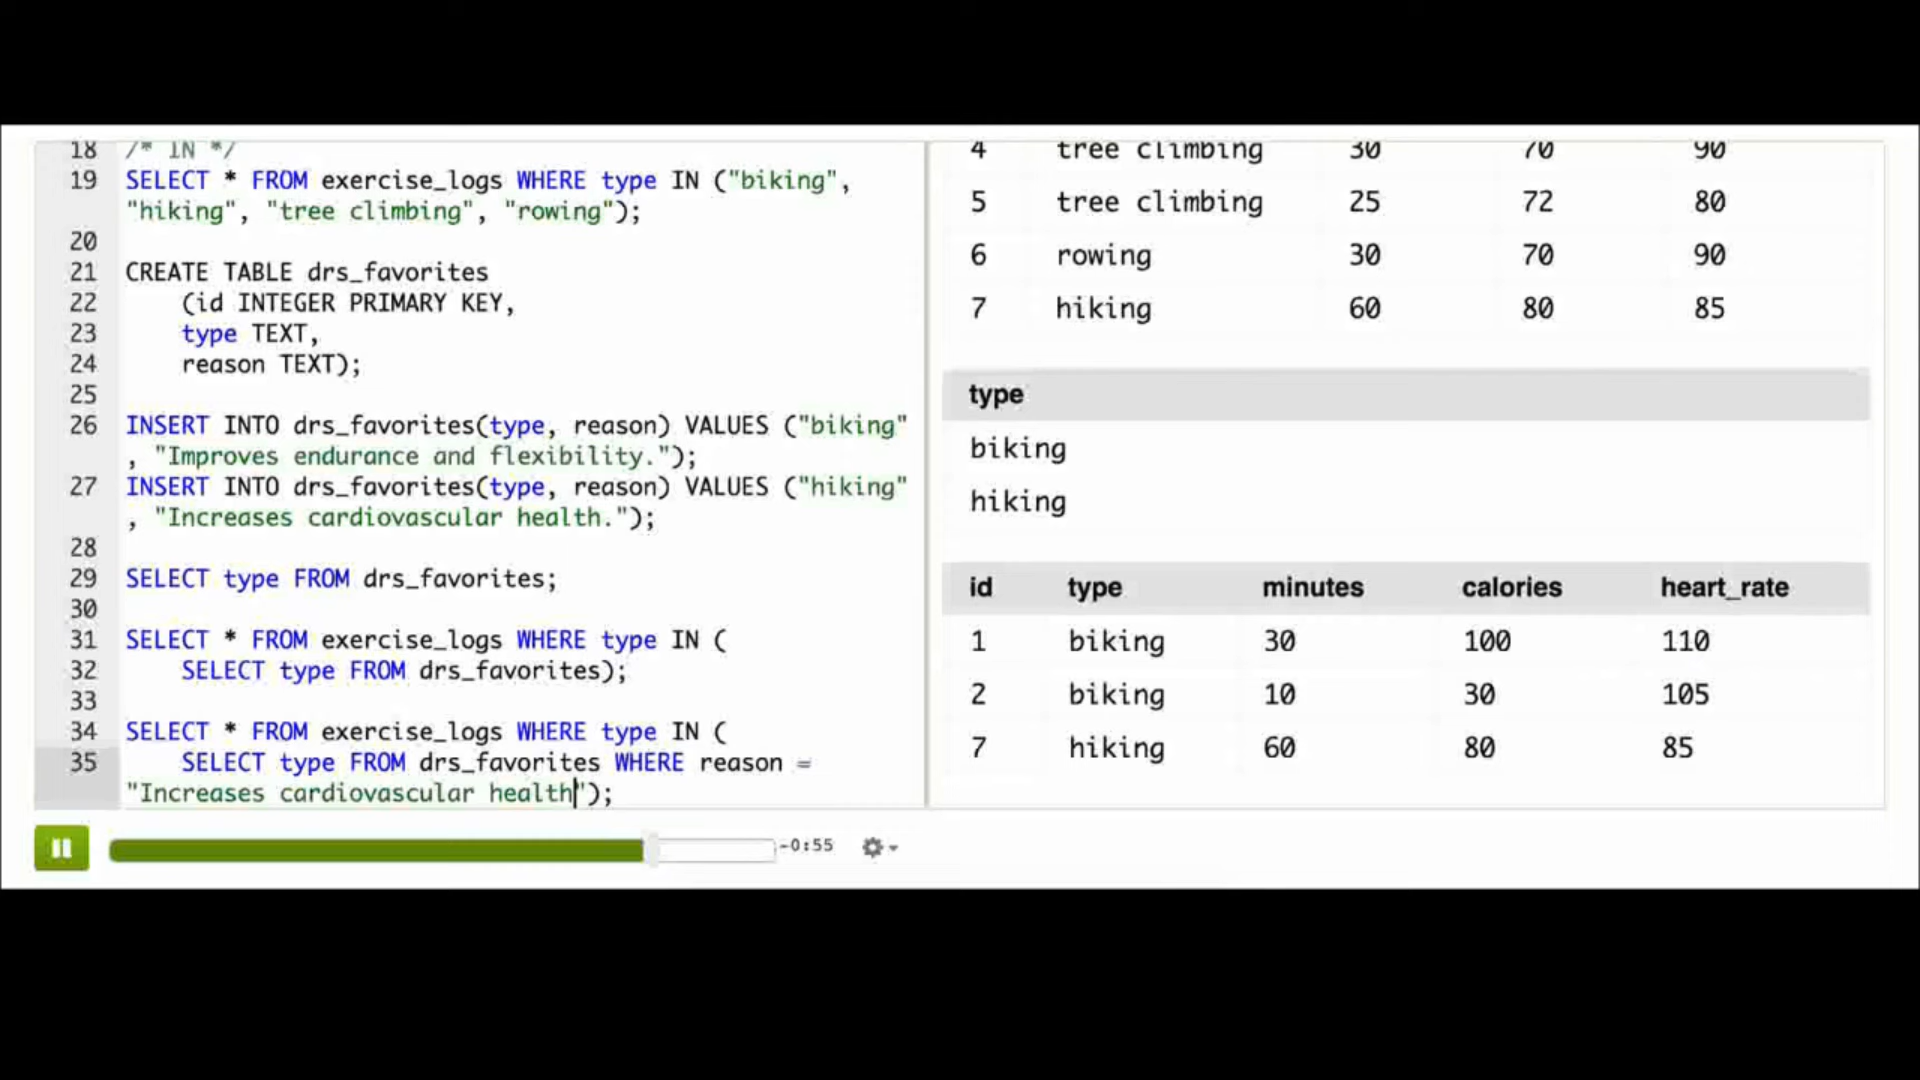 18 /* IN */
19 SELECT * FROM exercise_logs WHERE type IN ("biking",
"hiking", "tree climbing", "rowing");
20
21 CREATE TABLE drs_favorites
22 (id INTEGER PRIMARY KEY,
23 type TEXT,
24 reason TEXT);
25
26 INSERT INTO drs_favorites(type, reason) VALUES ("biking"
, "Improves endurance and flexibility.");
27 INSERT INTO drs_favorites(type, reason) VALUES ("hiking"
, "Increases cardiovascular health.");
28
29 SELECT type FROM drs_favorites;
30
31 SELECT * FROM exercise_logs WHERE type IN (
32 SELECT type FROM drs_favorites);
33
34 SELECT * FROM exercise_logs WHERE type IN (
35 SELECT type FROM drs_favorites WHERE reason =
"Increases cardiovascular health");
4 tree climbing 30 70 90
5 tree climbing 25 72 80
6 rowing 30 70 90
7 hiking 60 80 85
type
biking
hiking
id type minutes calories heart_rate
1 biking 30 100 110
2 biking 10 30 105
7 hiking 60 80 85
-0:55